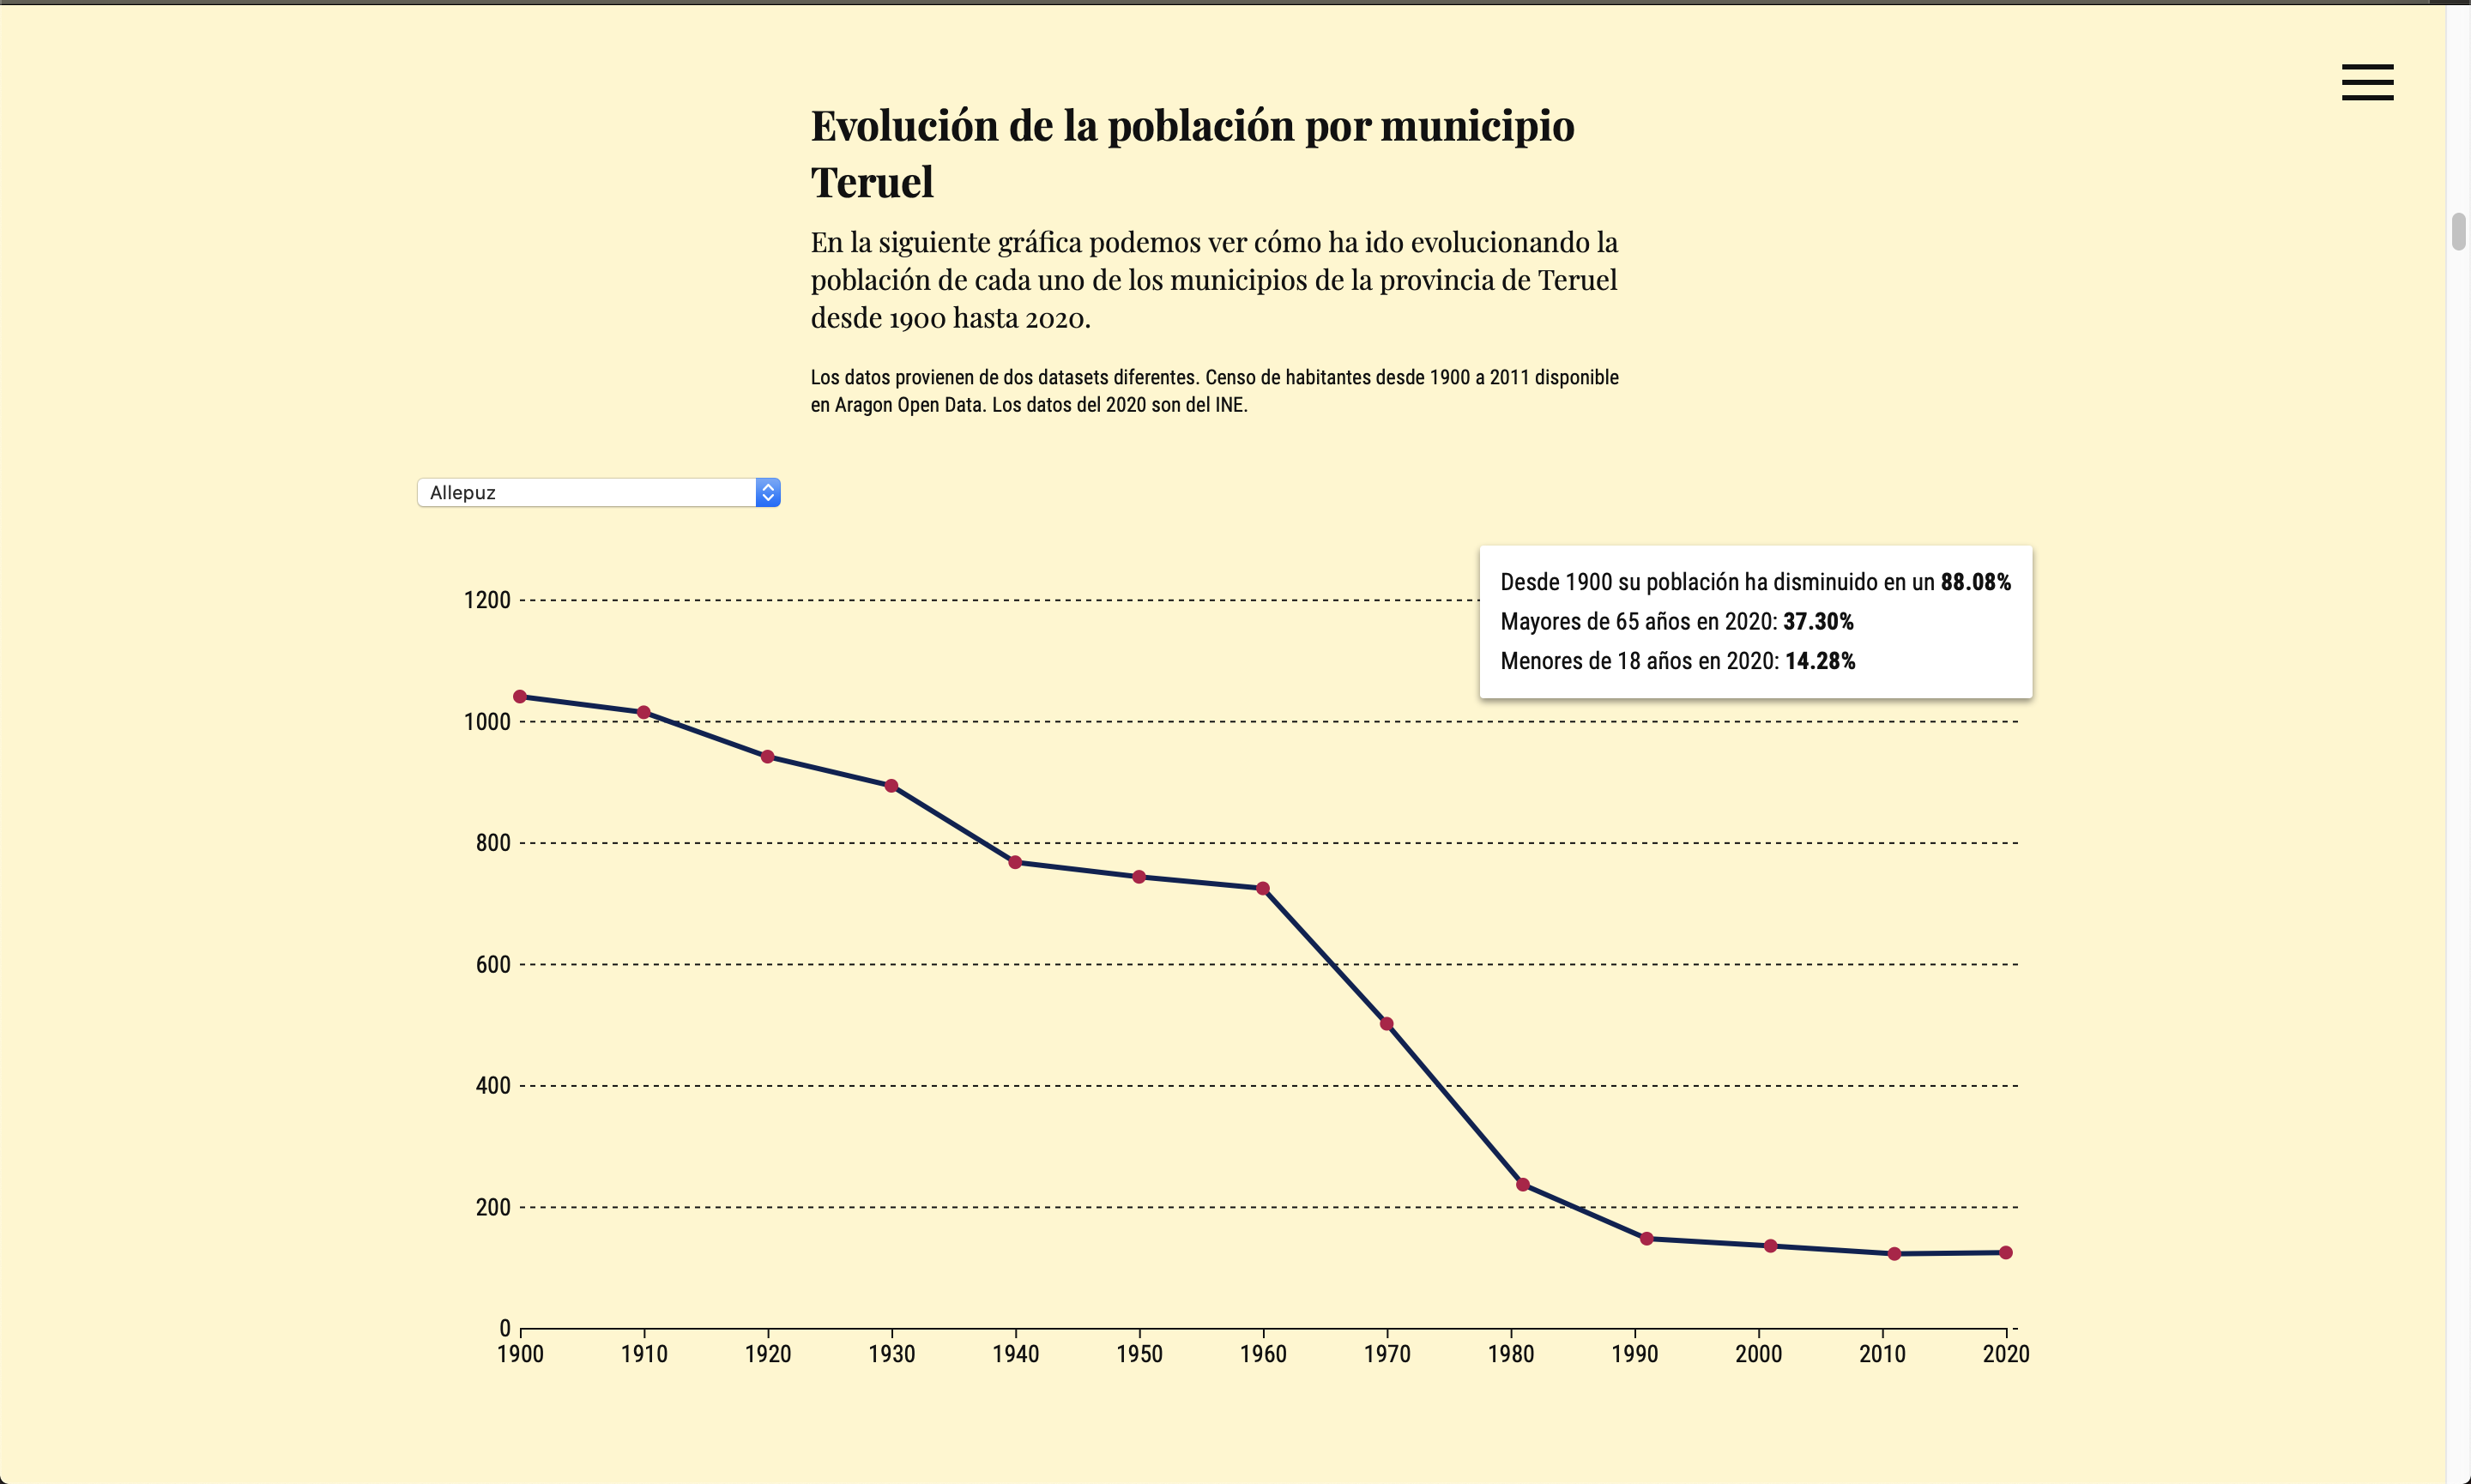 Evolución de la población por municipio
Teruel
En la siguiente gráfica podemos ver cómo ha ido evolucionando la
población de cada uno de los municipios de la provincia de Teruel
desde 1900 hasta 2020.
Los datos provienen de dos datasets diferentes. Censo de habitantes desde 1900 a 2011 disponible
en Aragon Open Data. Los datos del 2020 son del INE.
Allepuz
Desde 1900 su población ha disminuido en un 88.08%
Mayores de 65 años en 2020: 37.30%
Menores de 18 años en 2020: 14.28%
1200
1000
800
600
400
200
0
1900 1910 1920 1930 1940 1950 1960 1970 1980 1990 2000 2010 2020